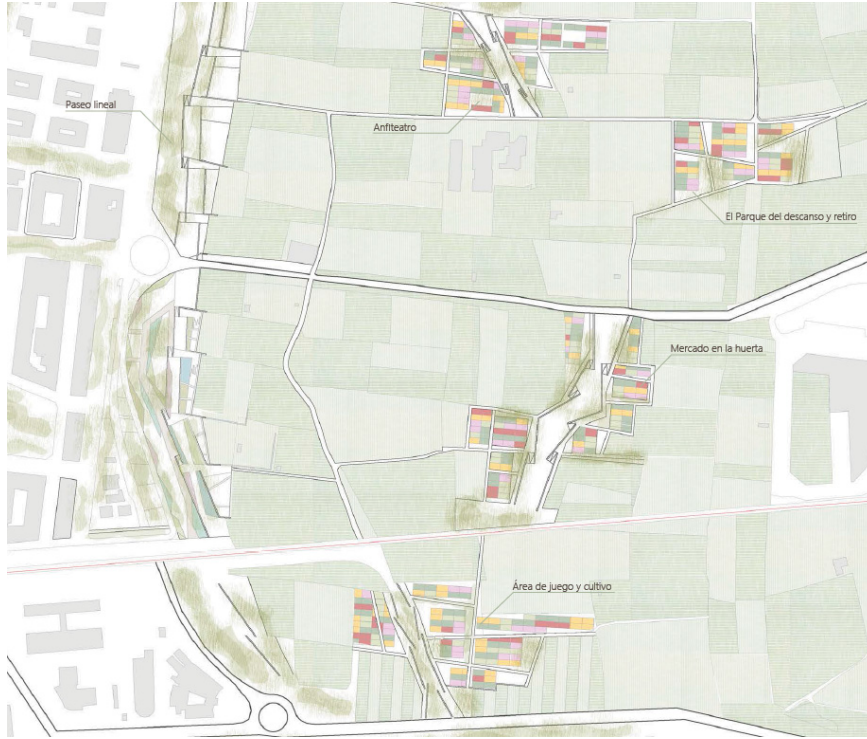 Paseo lineal
Anfiteatro
El Parque del descanso y retiro
Mercado en la huerta
Área de juego y cultivo